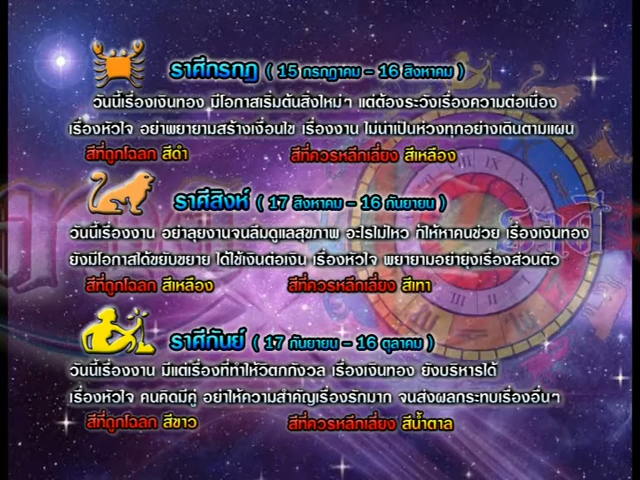 ราศีกรกฎ ( 15 กรกฎาคม - 16 สิงหาคม )
วันนี้เรื่องเงินทอง มีโอกาสเริ่มต้นสิ่งใหม่ๆ แต่ต้องระวังเรื่องความต่อเนื่อง
เรื่องหัวใจ อย่าพยายามสร้างเงื่อนไข เรื่องงาน ไม่น่าเป็นห่วงทุกอย่างเดินตามแผน
สีที่ถูกโฉลก สีดำ สีที่ควรหลีกเลี่ยง สีเหลือง
ราศีสิงห์ ( 17 สิงหาคม - 16 กันยายน )
วันนี้เรื่องงาน อย่าลุยงานจนลืมดูแลสุขภาพ อะไรไม่ไหว ก็ให้หาคนช่วย เรื่องเงินทอง
ยังมีโอกาสได้ขยับขยาย ได้ใช้เงินต่อเงิน เรื่องหัวใจ พยายามอย่ายุ่งเรื่องส่วนตัว
สีที่ถูกโฉลก สีเหลือง สีที่ควรหลีกเลี่ยง สีเทา
ราศีกันย์ ( 17 กันยายน - 16 ตุลาคม )
วันนี้เรื่องงาน มีแต่เรื่องที่ทำให้วิตกกังวล เรื่องเงินทอง ยังบริหารได้
เรื่องหัวใจ คนคิดมีคู่ อย่าให้ความสำคัญเรื่องรักมาก จนส่งผลกระทบเรื่องอื่นๆ
สีที่ถูกโฉลก สีขาว สีที่ควรหลีกเลี่ยง สีน้ำตาล